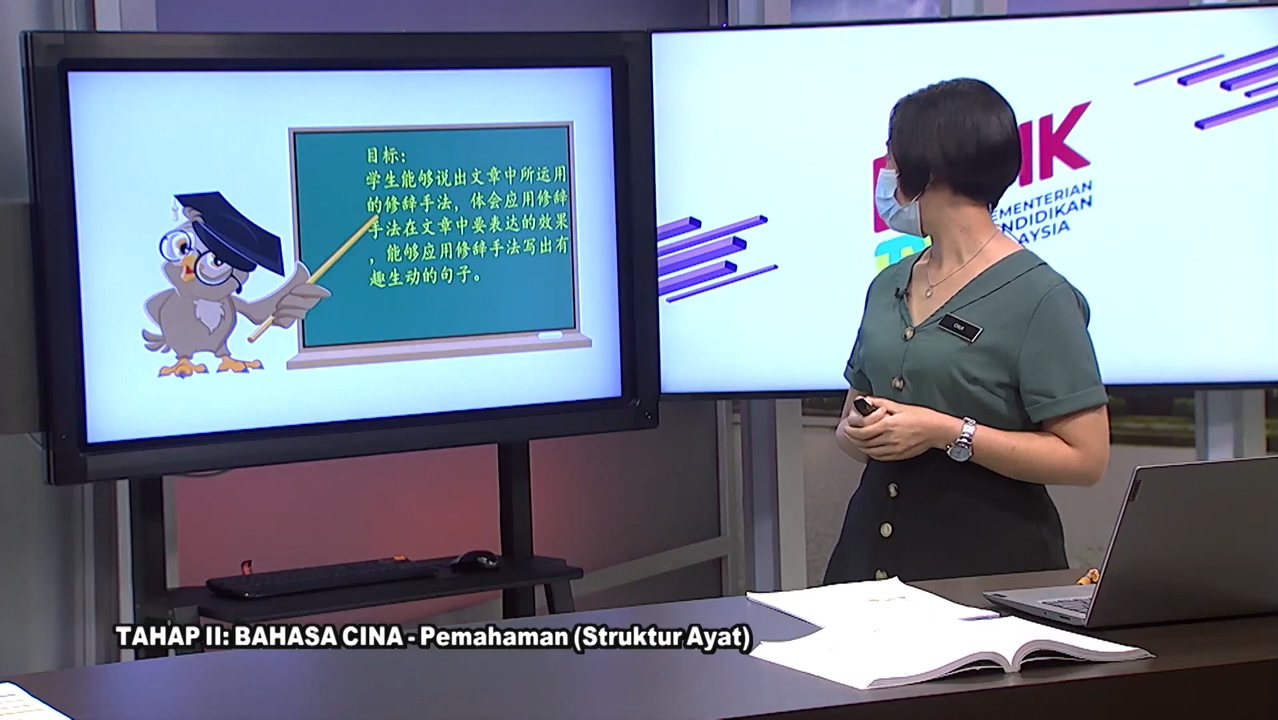 目标：
学生能够说出文章中所运用
的修辞手法，体会应用修辞
手法在文章中要表达的效果
，能够应用修辞手法写出有
趣生动的句子。
MALAYSIA
TAHAP II: BAHASA CINA - Pemahaman (Struktur Ayat)